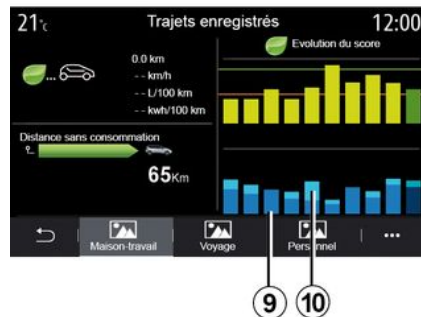 21°c
Trajets enregistrés
12:00
0.0 km
-- km/h
-- L/100 km
-- kwh/100 km
Evolution du score
Distance sans consommation
65Km
Maison-travail
Voyage
Personnel
9
10